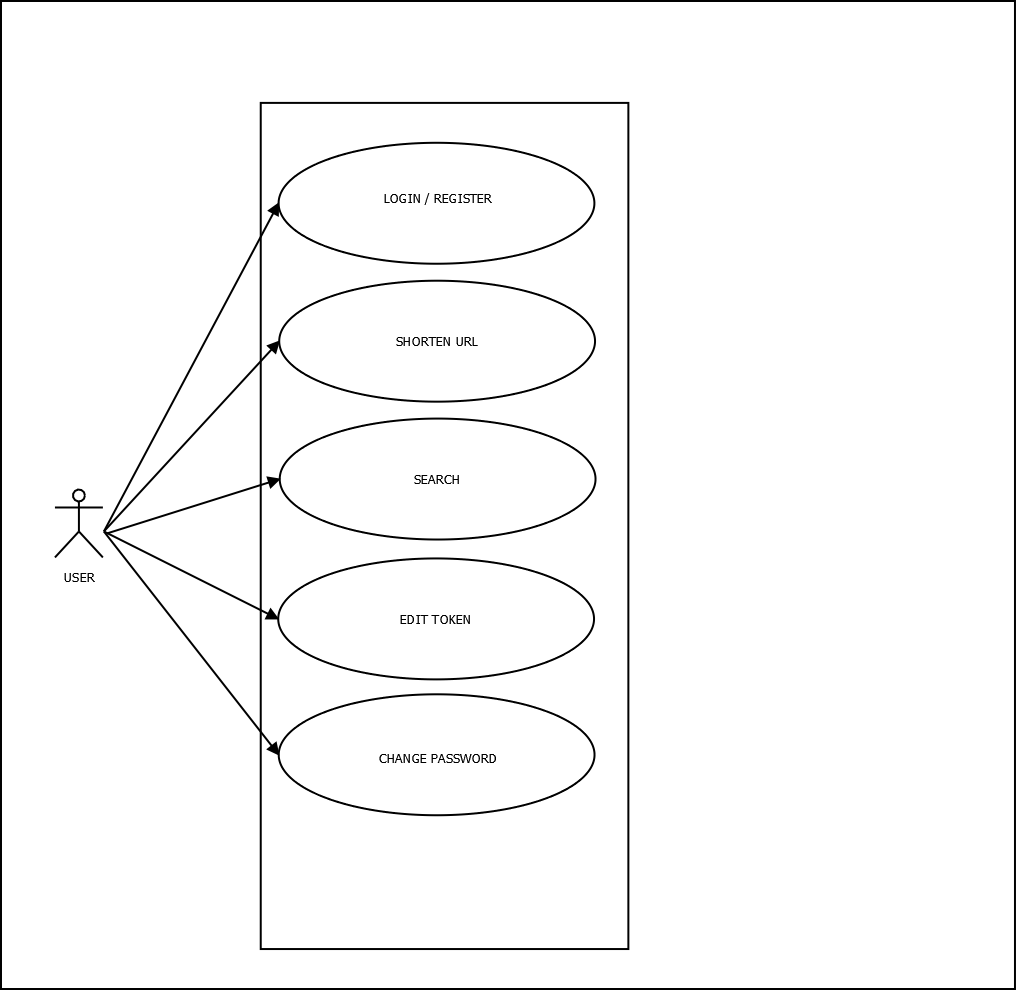 LOGIN / REGISTER
SHORTEN URL
SEARCH
USER
EDIT TOKEN
CHANGE PASSWORD